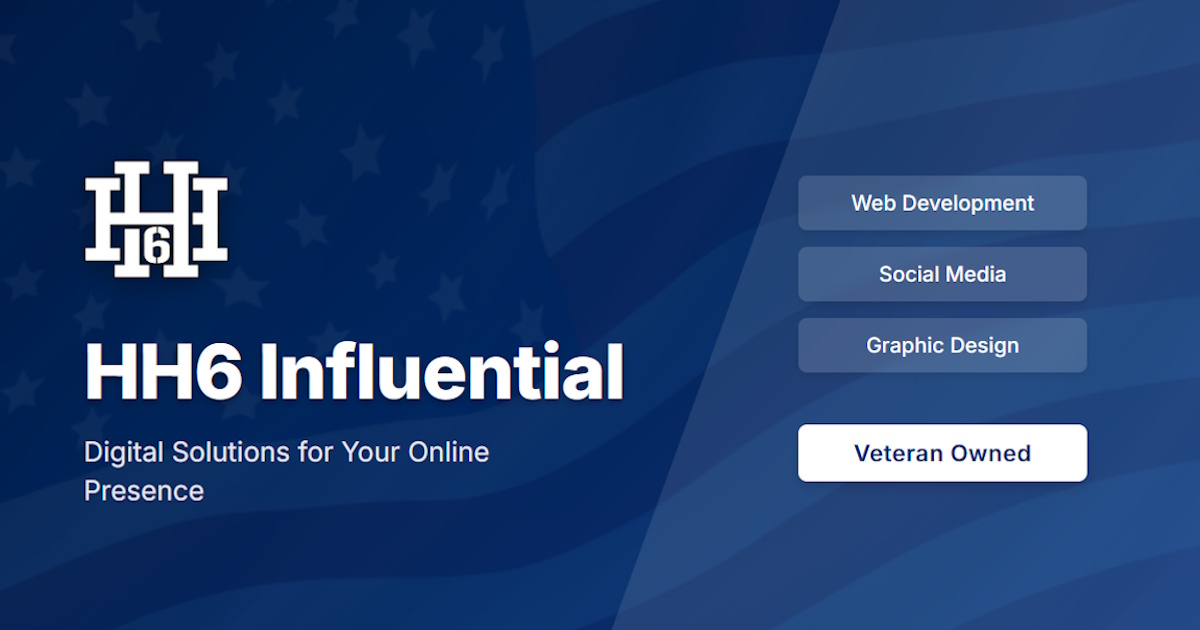 HH6
HH6 Influential
Digital Solutions for Your Online
Presence
Web Development
Social Media
Graphic Design
Veteran Owned